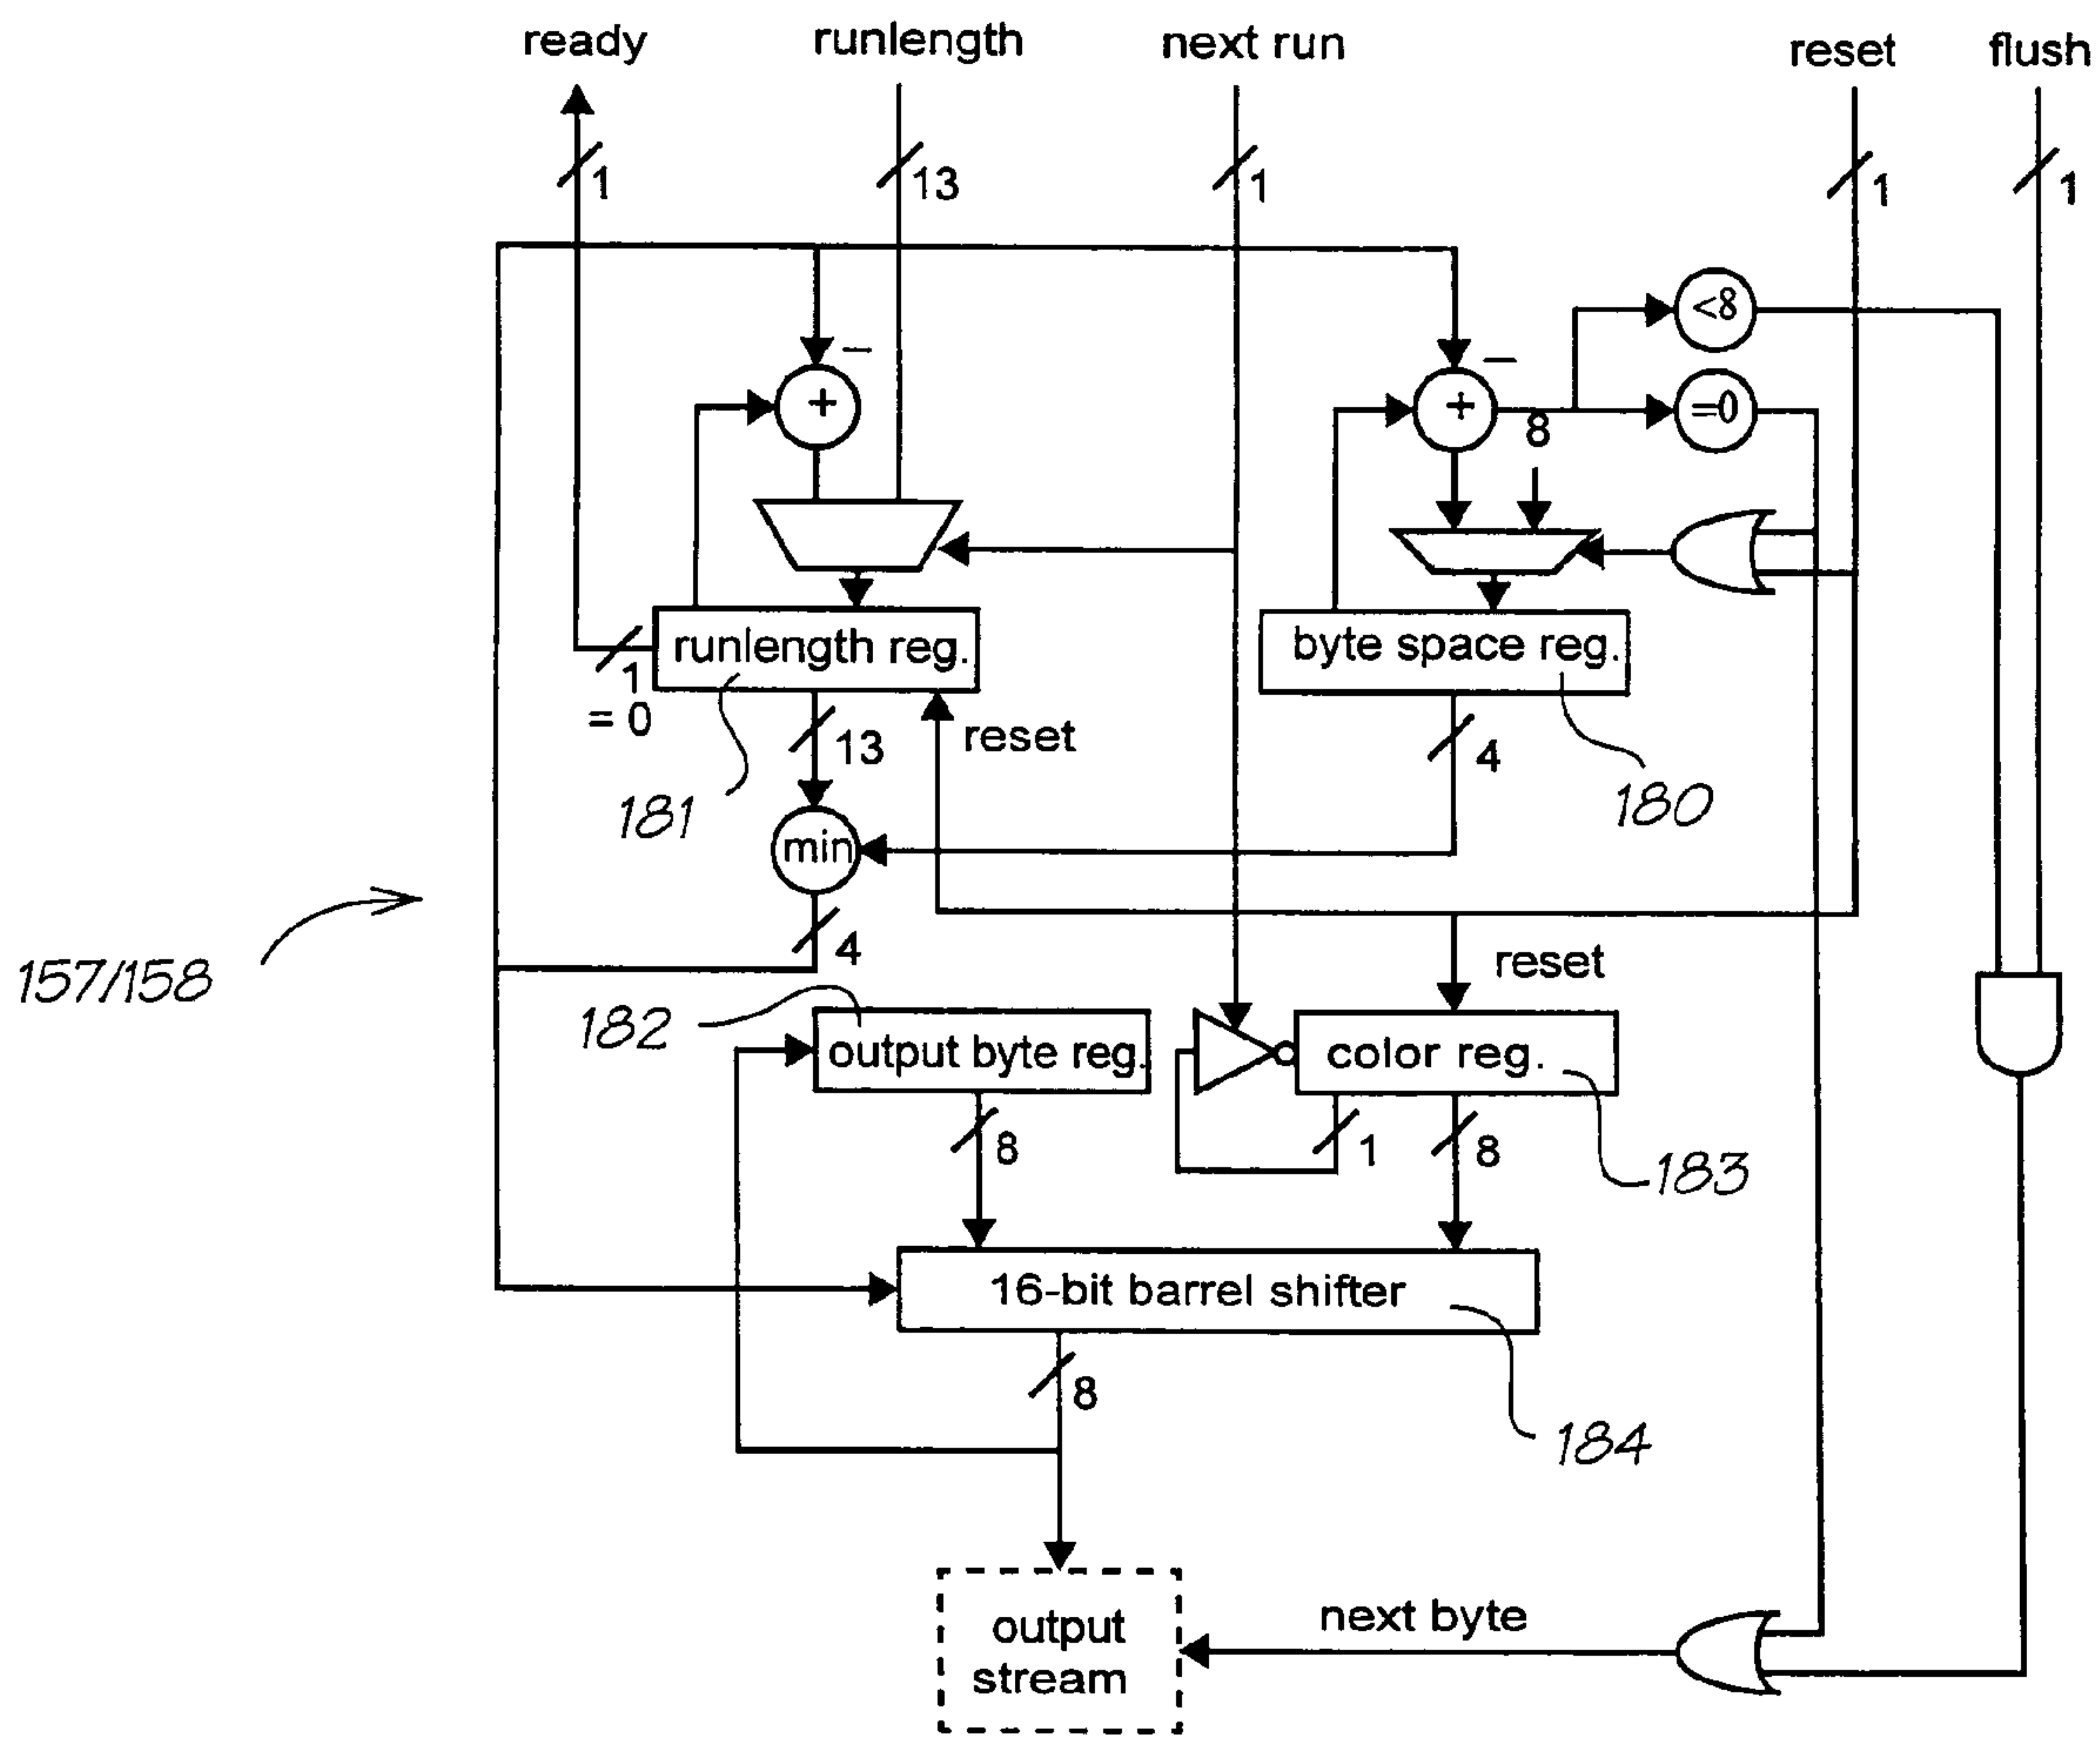 ready
runlength
next run
reset
flush
1
13
1
1
1
−
+
−
+
<8
=0
8
runlength reg.
byte space reg.
1
= 0
13
reset
4
181
180
min
4
157/158
reset
182
output byte reg.
color reg.
8
1
8
183
16-bit barrel shifter
8
184
next byte
output
stream